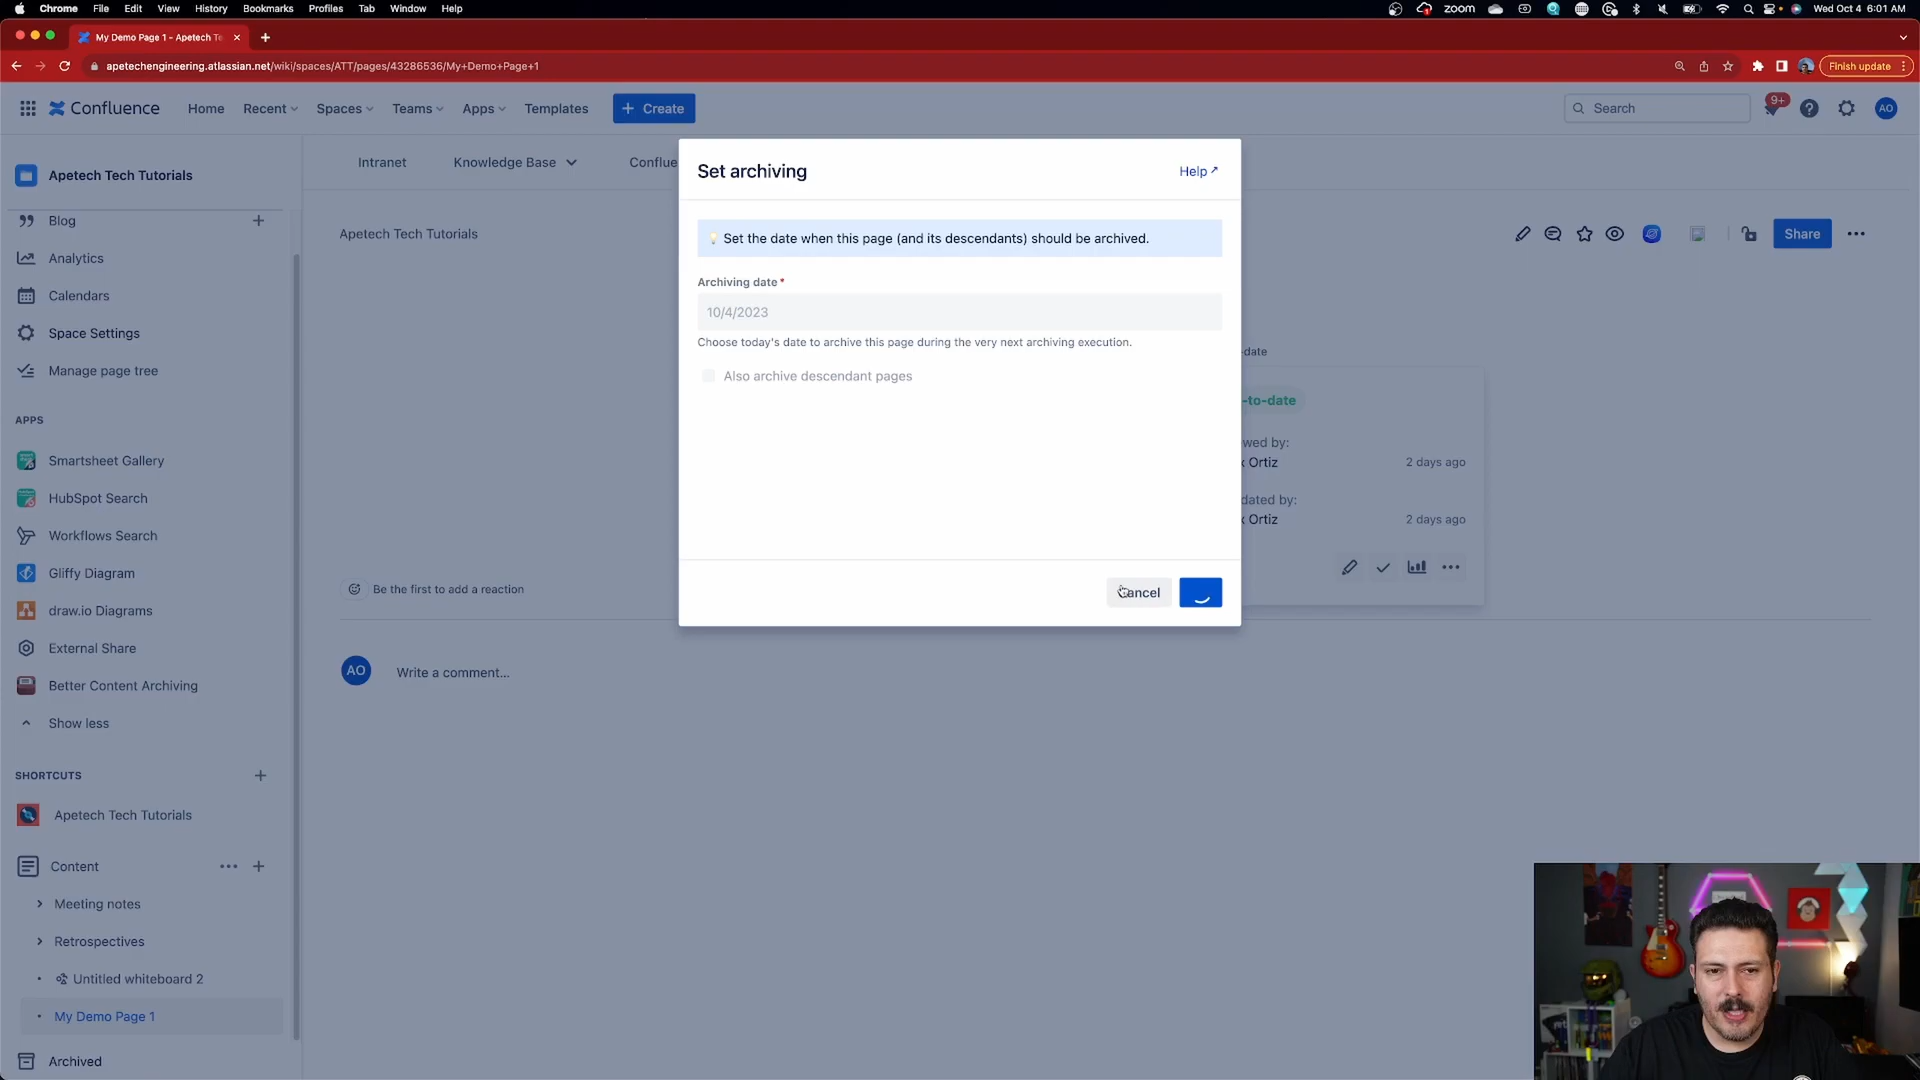 Chrome File Edit View History Bookmarks Profiles Tab Window Help
zoom Wed Oct 4 6:01 AM
My Demo Page 1 - Apetech Te
apetechengineering.atlassian.net/wiki/spaces/ATT/pages/43286536/My+Demo+Page+1
Finish update
Confluence Home Recent Spaces Teams Apps Templates + Create
Search 9+ AO
Apetech Tech Tutorials
Blog
Analytics
Calendars
Space Settings
Manage page tree
APPS
Smartsheet Gallery
HubSpot Search
Workflows Search
Gliffy Diagram
draw.io Diagrams
External Share
Better Content Archiving
Show less
SHORTCUTS
Apetech Tech Tutorials
Content
Meeting notes
Retrospectives
Untitled whiteboard 2
My Demo Page 1
Archived
Intranet Knowledge Base Conflue
Apetech Tech Tutorials
Share
Set archiving
Help
Set the date when this page (and its descendants) should be archived.
Archiving date *
10/4/2023
Choose today's date to archive this page during the very next archiving execution.
Also archive descendant pages
Cancel
-date
-to-date
wed by:
x Ortiz 2 days ago
dated by:
x Ortiz 2 days ago
Be the first to add a reaction
AO
Write a comment...